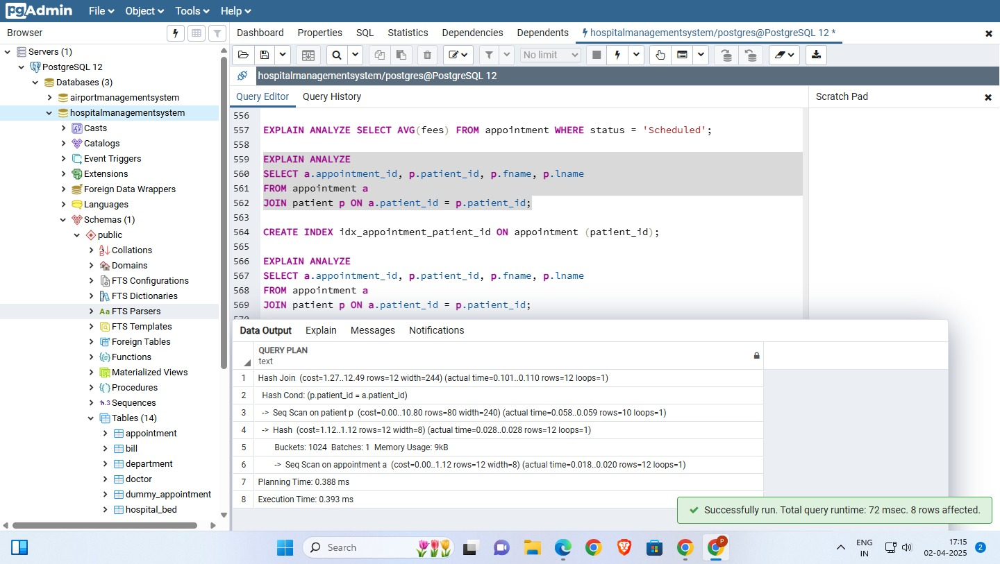 pgAdmin File Object Tools Help
Browser
Dashboard Properties SQL Statistics Dependencies Dependents hospitalmanagementsystem/postgres@PostgreSQL 12 *
No limit
hospitalmanagementsystem/postgres@PostgreSQL 12
Servers (1)
PostgreSQL 12
Databases (3)
airportmanagementsystem
hospitalmanagementsystem
Casts
Catalogs
Event Triggers
Extensions
Foreign Data Wrappers
Languages
Schemas (1)
public
Collations
Domains
FTS Configurations
FTS Dictionaries
Aa FTS Parsers
FTS Templates
Foreign Tables
Functions
Materialized Views
Procedures
Sequences
Tables (14)
appointment
bill
department
doctor
dummy_appointment
hospital_bed
Query Editor Query History
Scratch Pad
556
557 EXPLAIN ANALYZE SELECT AVG(fees) FROM appointment WHERE status = 'Scheduled';
558
559 EXPLAIN ANALYZE
560 SELECT a.appointment_id, p.patient_id, p.fname, p.lname
561 FROM appointment a
562 JOIN patient p ON a.patient_id = p.patient_id;
563
564 CREATE INDEX idx_appointment_patient_id ON appointment (patient_id);
565
566 EXPLAIN ANALYZE
567 SELECT a.appointment_id, p.patient_id, p.fname, p.lname
568 FROM appointment a
569 JOIN patient p ON a.patient_id = p.patient_id;
Data Output Explain Messages Notifications
QUERY PLAN
text
1 Hash Join (cost=1.27..12.49 rows=12 width=244) (actual time=0.101..0.110 rows=12 loops=1)
2 Hash Cond: (p.patient_id = a.patient_id)
3 -> Seq Scan on patient p (cost=0.00..10.80 rows=80 width=240) (actual time=0.058..0.059 rows=10 loops=1)
4 -> Hash (cost=1.12..1.12 rows=12 width=8) (actual time=0.028..0.028 rows=12 loops=1)
5 Buckets: 1024 Batches: 1 Memory Usage: 9kB
6 -> Seq Scan on appointment a (cost=0.00..1.12 rows=12 width=8) (actual time=0.018..0.020 rows=12 loops=1)
7 Planning Time: 0.388 ms
8 Execution Time: 0.393 ms
Successfully run. Total query runtime: 72 msec. 8 rows affected.
Search
P
ENG
IN
17:15
02-04-2025
2